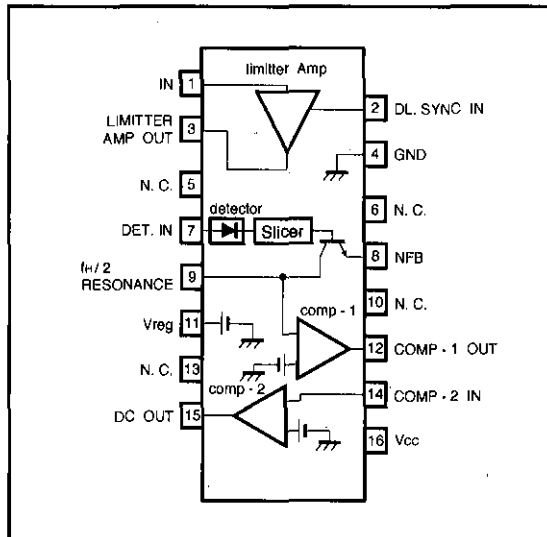 limitter Amp
IN 1
2 DL. SYNC IN
LIMITTER
AMP OUT 3
4 GND
N. C. 5
6 N. C.
detector
DET. IN 7
Slicer
8 NFB
fH/2
RESONANCE 9
10 N. C.
comp - 1
Vreg 11
12 COMP - 1 OUT
N. C. 13
comp - 2
14 COMP - 2 IN
DC OUT 15
16 Vcc